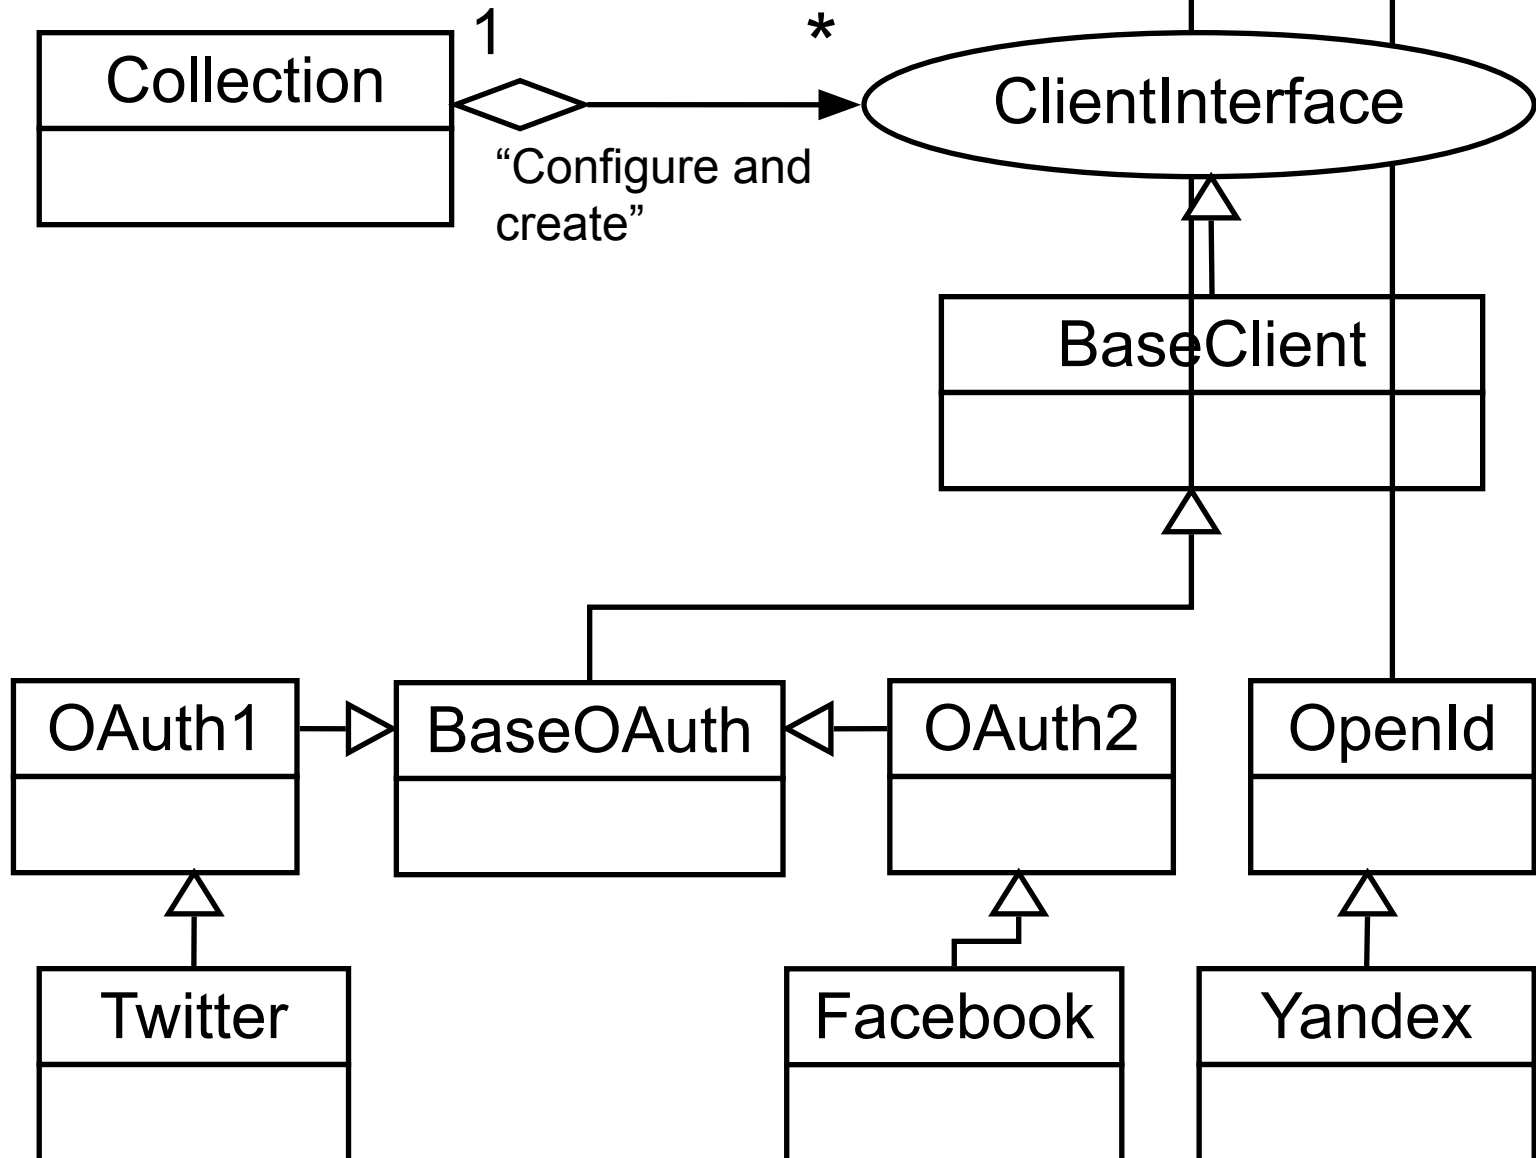 1
*
Collection
ClientInterface
“Configure and
create”
BaseClient
OAuth1
BaseOAuth
OAuth2
OpenId
Twitter
Facebook
Yandex